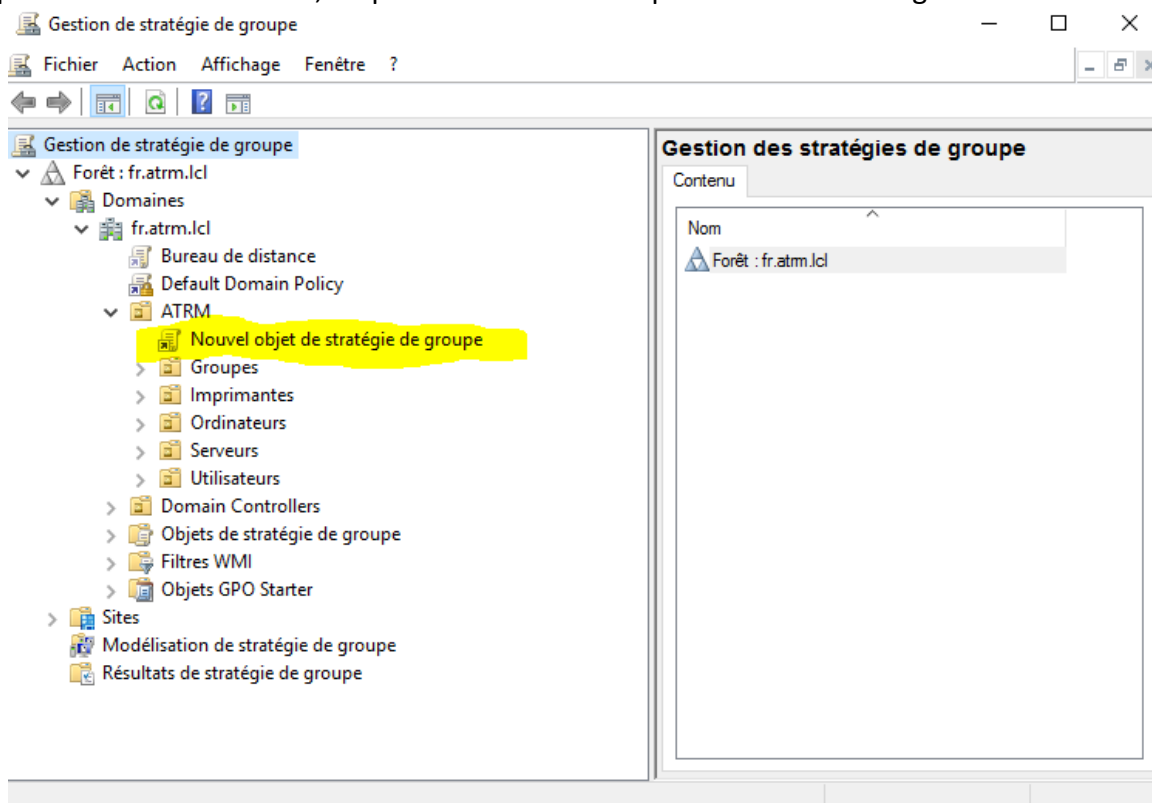 Gestion de stratégie de groupe
Fichier Action Affichage Fenêtre ?
Gestion de stratégie de groupe
Forêt : fr.atrm.lcl
Domaines
fr.atrm.lcl
Bureau de distance
Default Domain Policy
ATRM
Nouvel objet de stratégie de groupe
Groupes
Imprimantes
Ordinateurs
Serveurs
Utilisateurs
Domain Controllers
Objets de stratégie de groupe
Filtres WMI
Objets GPO Starter
Sites
Modélisation de stratégie de groupe
Résultats de stratégie de groupe
Gestion des stratégies de groupe
Contenu
Nom
Forêt : fr.atrm.lcl